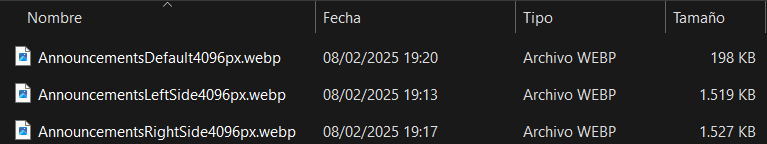 Nombre Fecha Tipo Tamaño
AnnouncementsDefault4096px.webp 08/02/2025 19:20 Archivo WEBP 198 KB
AnnouncementsLeftSide4096px.webp 08/02/2025 19:13 Archivo WEBP 1.519 KB
AnnouncementsRightSide4096px.webp 08/02/2025 19:17 Archivo WEBP 1.527 KB